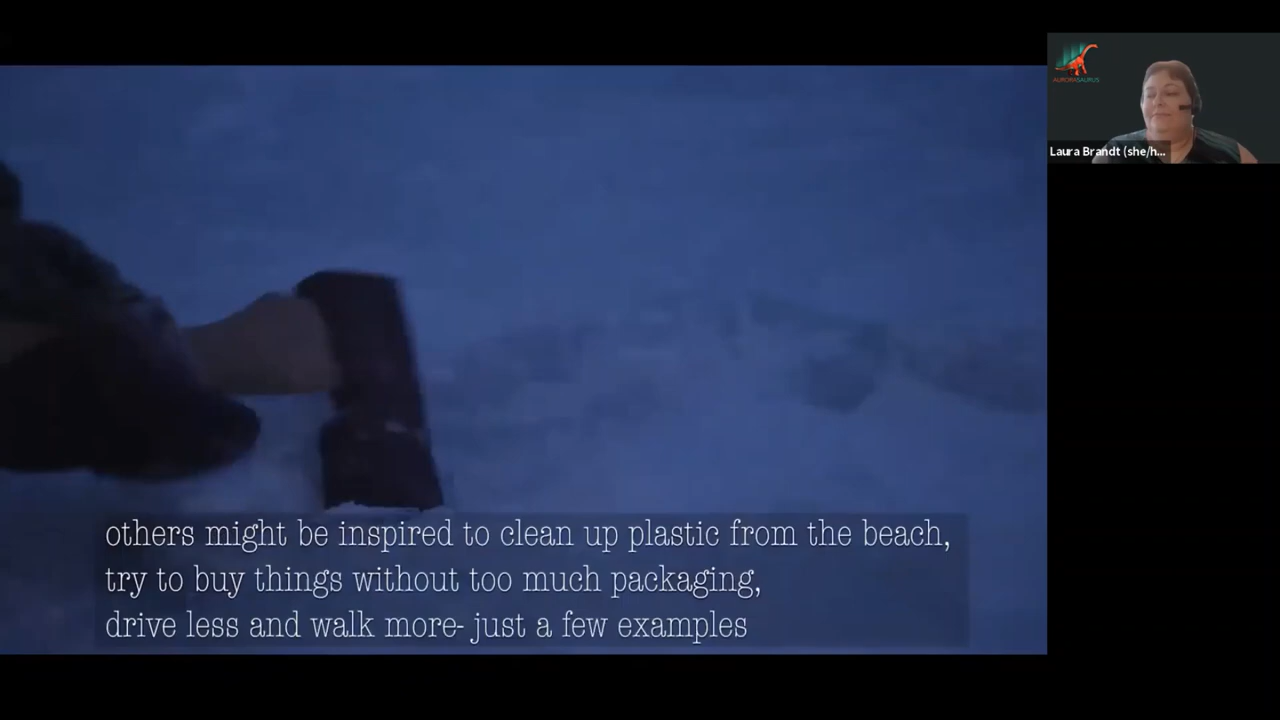 AURORASAURUS
Laura Brandt (she/h...
others might be inspired to clean up plastic from the beach,
try to buy things without too much packaging,
drive less and walk more- just a few examples